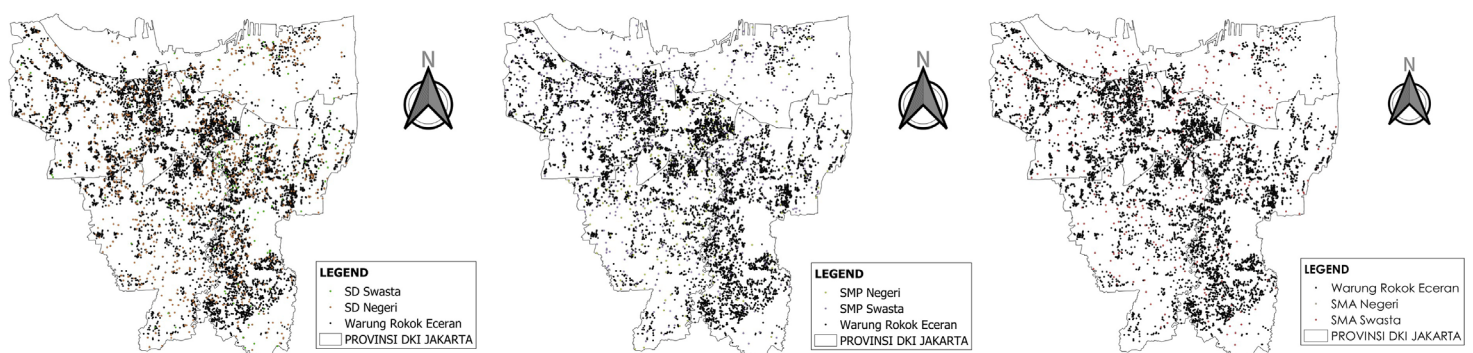 N
LEGEND
SD Swasta
SD Negeri
Warung Rokok Eceran
PROVINSI DKI JAKARTA
N
LEGEND
SMP Negeri
SMP Swasta
Warung Rokok Eceran
PROVINSI DKI JAKARTA
N
LEGEND
Warung Rokok Eceran
SMA Negeri
SMA Swasta
PROVINSI DKI JAKARTA